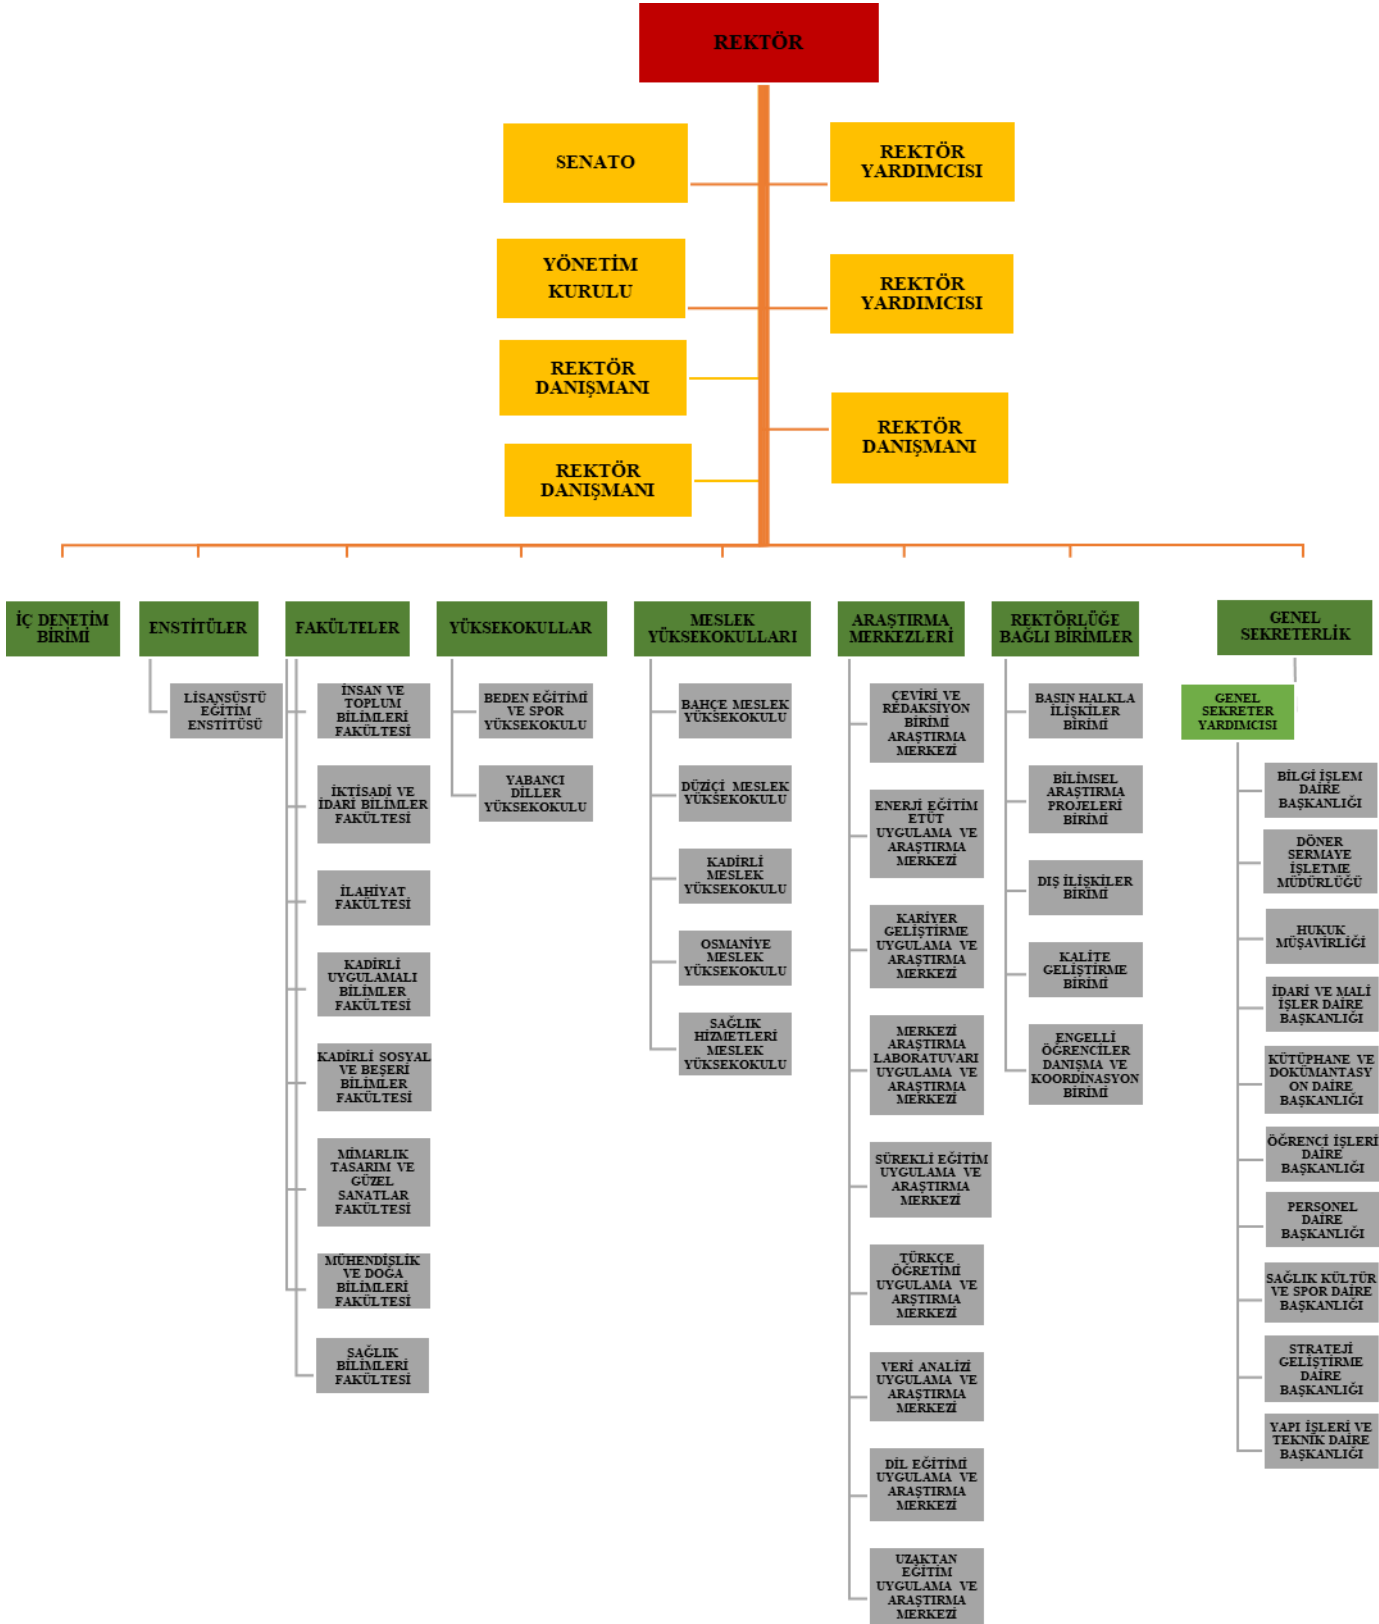 REKTÖR
SENATO
REKTÖR
YARDIMCISI
YÖNETİM
KURULU
REKTÖR
YARDIMCISI
REKTÖR
DANIŞMANI
REKTÖR
DANIŞMANI
REKTÖR
DANIŞMANI
İÇ DENETİM
BİRİMİ
ENSTİTÜLER
LİSANSÜSTÜ
EĞİTİM
ENSTİTÜSÜ
FAKÜLTELER
İNSAN VE
TOPLUM
BİLİMLERİ
FAKÜLTESİ
İKTİSADİ VE
İDARİ BİLİMLER
FAKÜLTESİ
İLAHİYAT
FAKÜLTESİ
KADİRLİ
UYGULAMALI
BİLİMLER
FAKÜLTESİ
KADİRLİ SOSYAL
VE BEŞERİ
BİLİMLER
FAKÜLTESİ
MİMARLIK
TASARIM VE
GÜZEL
SANATLAR
FAKÜLTESİ
MÜHENDİSLİK
VE DOĞA
BİLİMLERİ
FAKÜLTESİ
SAĞLIK
BİLİMLERİ
FAKÜLTESİ
YÜKSEKOKULLAR
BEDEN EĞİTİMİ
VE SPOR
YÜKSEKOKULU
YABANCI
DİLLER
YÜKSEKOKULU
MESLEK
YÜKSEKOKULLARI
BAHÇE MESLEK
YÜKSEKOKULU
DÜZİÇİ MESLEK
YÜKSEKOKULU
KADİRLİ
MESLEK
YÜKSEKOKULU
OSMANİYE
MESLEK
YÜKSEKOKULU
SAĞLIK
HİZMETLERİ
MESLEK
YÜKSEKOKULU
ARAŞTIRMA
MERKEZLERİ
ÇEVİRİ VE
REDAKSİYON
BİRİMİ
ARAŞTIRMA
MERKEZİ
ENERJİ EĞİTİM
ETÜT
UYGULAMA VE
ARAŞTIRMA
MERKEZİ
KARİYER
GELİŞTİRME
UYGULAMA VE
ARAŞTIRMA
MERKEZİ
MERKEZİ
ARAŞTIRMA
LABORATUVARI
UYGULAMA VE
ARAŞTIRMA
MERKEZİ
SÜREKLİ EĞİTİM
UYGULAMA VE
ARAŞTIRMA
MERKEZİ
TÜRKÇE
ÖĞRETİMİ
UYGULAMA VE
ARŞTIRMA
MERKEZİ
VERİ ANALİZİ
UYGULAMA VE
ARAŞTIRMA
MERKEZİ
DİL EĞİTİMİ
UYGULAMA VE
ARAŞTIRMA
MERKEZİ
UZAKTAN
EĞİTİM
UYGULAMA VE
ARAŞTIRMA
MERKEZİ
REKTÖRLÜĞE
BAĞLI BİRİMLER
BASIN HALKLA
İLİŞKİLER
BİRİMİ
BİLİMSEL
ARAŞTIRMA
PROJELERİ
BİRİMİ
DIŞ İLİŞKİLER
BİRİMİ
KALİTE
GELİŞTİRME
BİRİMİ
ENGELLİ
ÖĞRENCİLER
DANIŞMA VE
KOORDİNASYON
BİRİMİ
GENEL
SEKRETERLİK
GENEL
SEKRETER
YARDIMCISI
BİLGİ İŞLEM
DAİRE
BAŞKANLIĞI
DÖNER
SERMAYE
İŞLETME
MÜDÜRLÜĞÜ
HUKUK
MÜŞAVİRLİĞİ
İDARİ VE MALİ
İŞLER DAİRE
BAŞKANLIĞI
KÜTÜPHANE VE
DOKÜMANTASY
ON DAİRE
BAŞKANLIĞI
ÖĞRENCİ İŞLERİ
DAİRE
BAŞKANLIĞI
PERSONEL
DAİRE
BAŞKANLIĞI
SAĞLIK KÜLTÜR
VE SPOR DAİRE
BAŞKANLIĞI
STRATEJİ
GELİŞTİRME
DAİRE
BAŞKANLIĞI
YAPI İŞLERİ VE
TEKNİK DAİRE
BAŞKANLIĞI